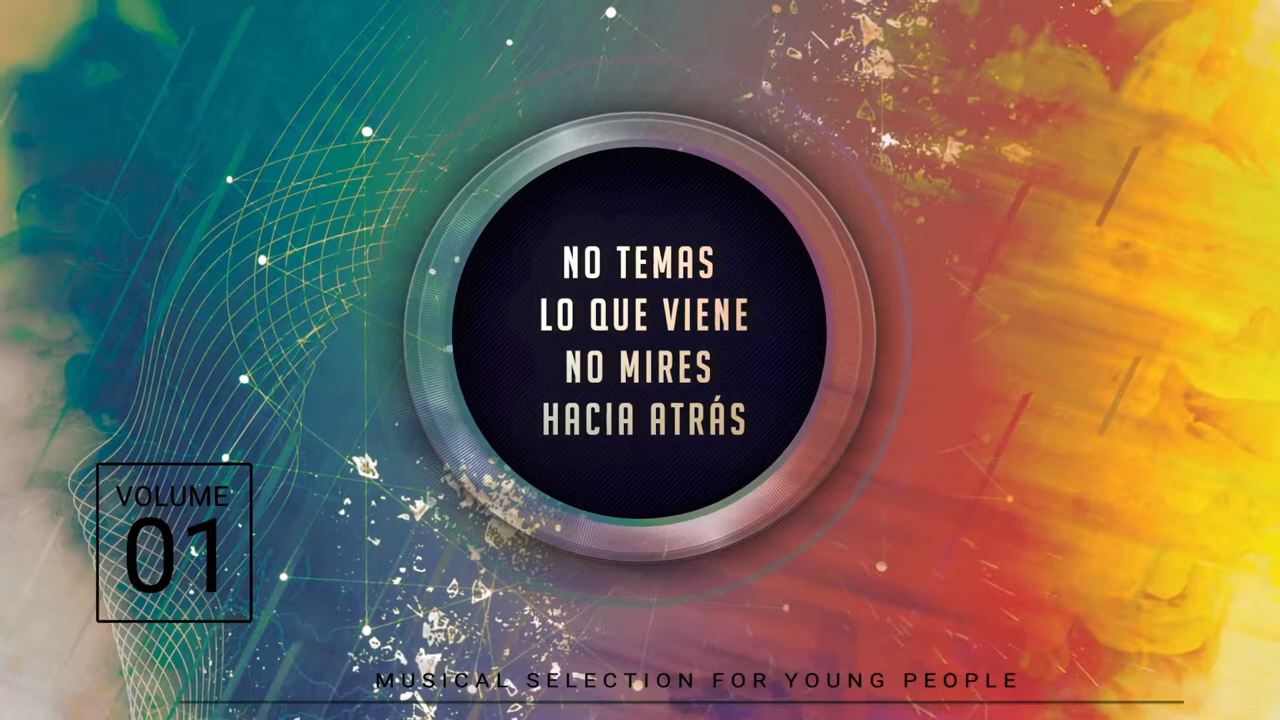 NO TEMAS
LO QUE VIENE
NO MIRES
HACIA ATRÁS
VOLUME
01
MUSICAL SELECTION FOR YOUNG PEOPLE